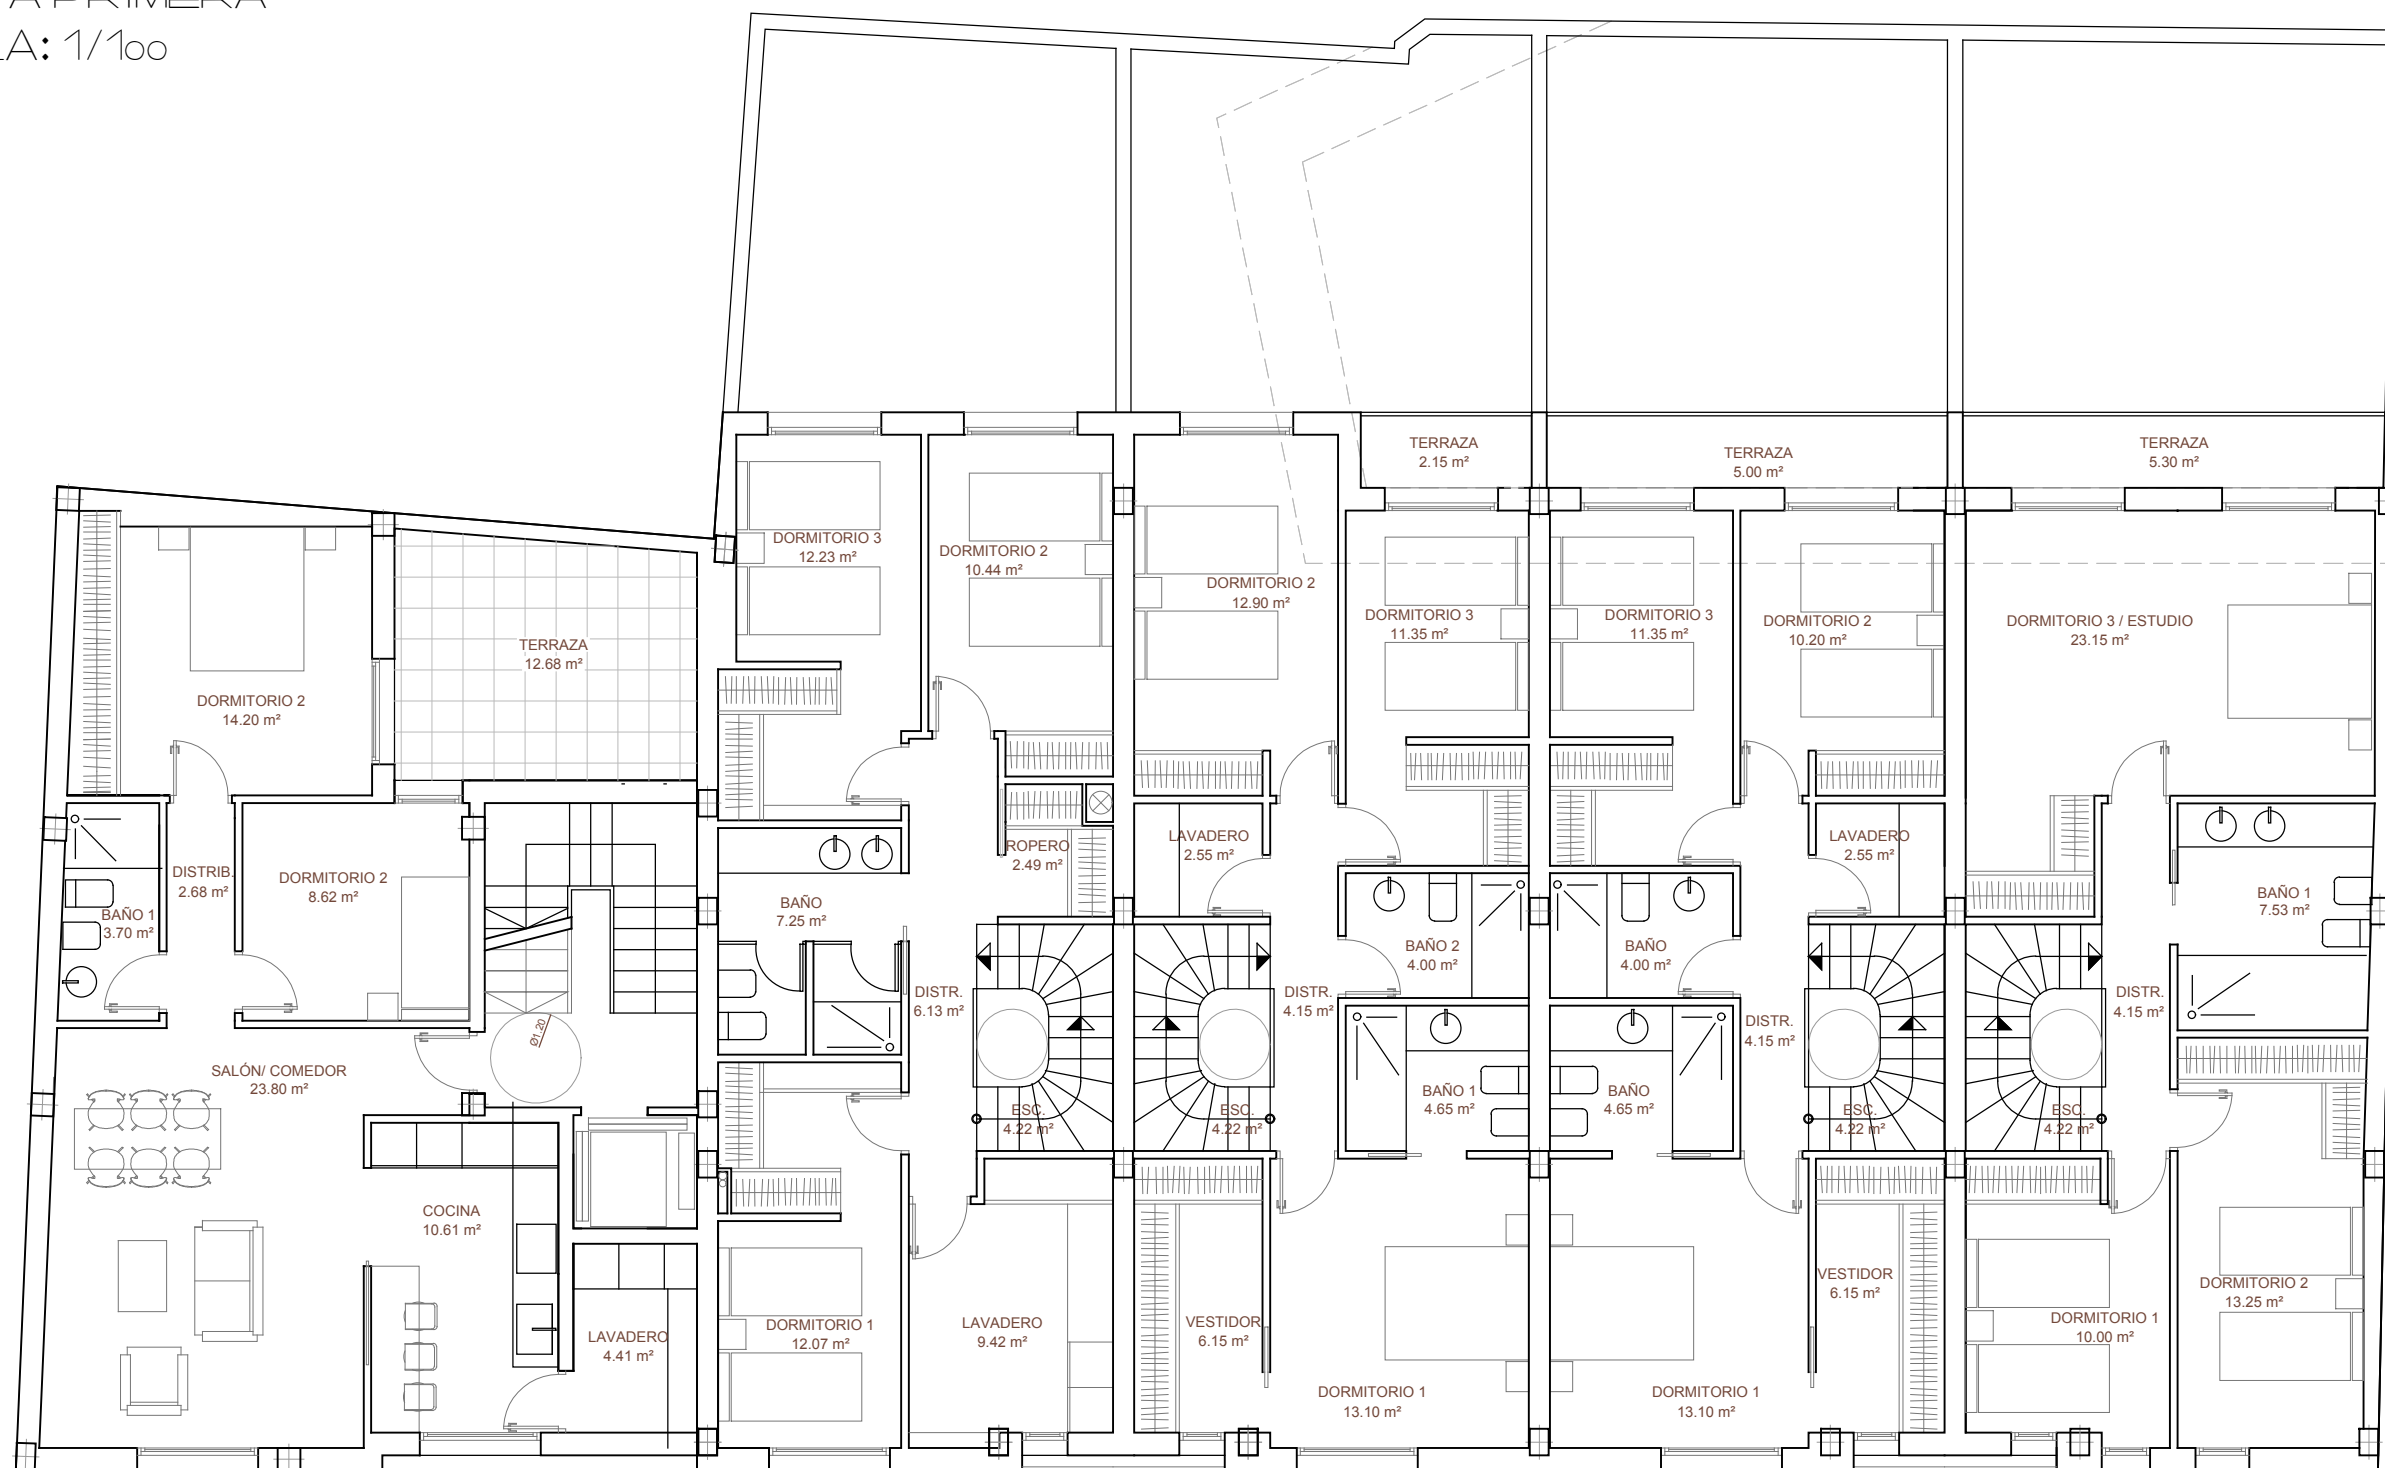 A PRIMERA
LA: 1/100
TERRAZA
2.15 m²
TERRAZA
5.00 m²
TERRAZA
5.30 m²
DORMITORIO 3
12.23 m²
DORMITORIO 2
10.44 m²
DORMITORIO 2
12.90 m²
DORMITORIO 3
11.35 m²
DORMITORIO 3
11.35 m²
DORMITORIO 2
10.20 m²
DORMITORIO 3 / ESTUDIO
23.15 m²
TERRAZA
12.68 m²
DORMITORIO 2
14.20 m²
DISTRIB.
2.68 m²
DORMITORIO 2
8.62 m²
BAÑO 1
3.70 m²
BAÑO
7.25 m²
ROPERO
2.49 m²
LAVADERO
2.55 m²
LAVADERO
2.55 m²
BAÑO 1
7.53 m²
BAÑO 2
4.00 m²
BAÑO
4.00 m²
DISTR.
6.13 m²
DISTR.
4.15 m²
DISTR.
4.15 m²
DISTR.
4.15 m²
Ø1.20
SALÓN/ COMEDOR
23.80 m²
ESC.
4.22 m²
ESC.
4.22 m²
BAÑO 1
4.65 m²
BAÑO
4.65 m²
ESC.
4.22 m²
ESC.
4.22 m²
COCINA
10.61 m²
LAVADERO
4.41 m²
DORMITORIO 1
12.07 m²
LAVADERO
9.42 m²
VESTIDOR
6.15 m²
DORMITORIO 1
13.10 m²
DORMITORIO 1
13.10 m²
VESTIDOR
6.15 m²
DORMITORIO 1
10.00 m²
DORMITORIO 2
13.25 m²